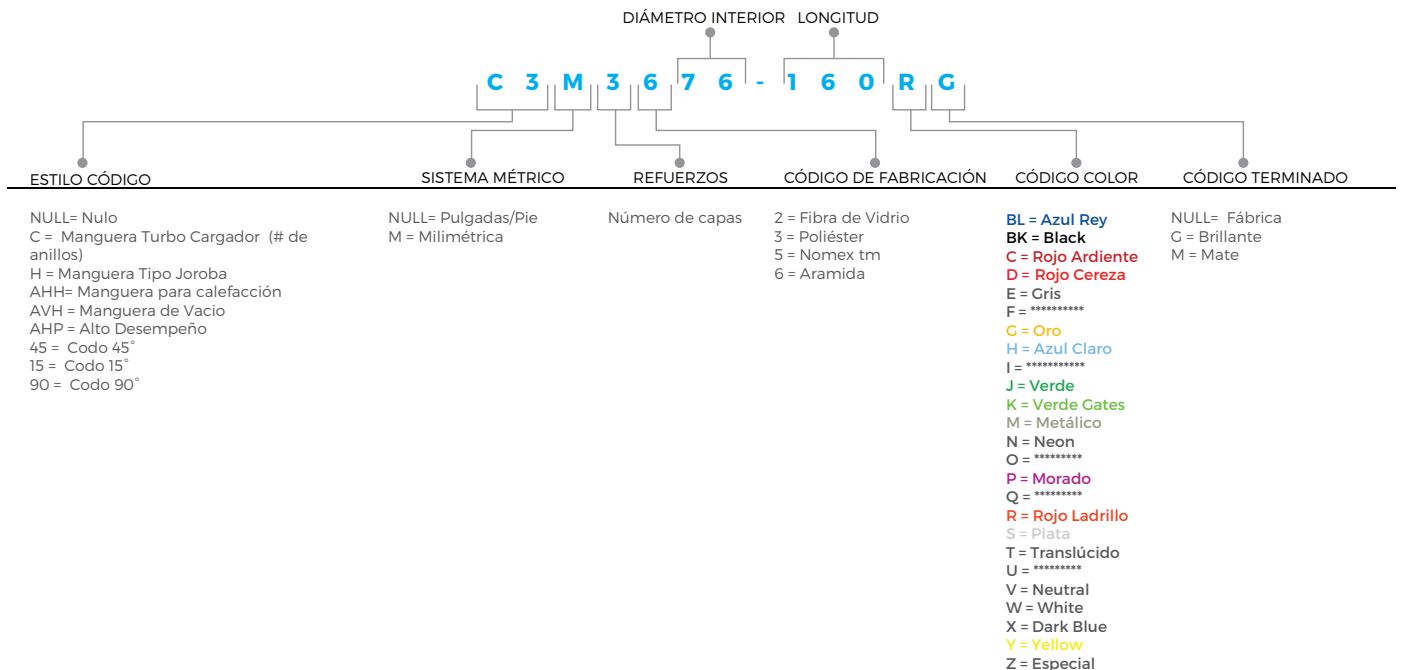 DIÁMETRO INTERIOR LONGITUD
C 3 M 3 6 7 6 - 1 6 0 R G
ESTILO CÓDIGO
SISTEMA MÉTRICO
REFUERZOS
CÓDIGO DE FABRICACIÓN
CÓDIGO COLOR
CÓDIGO TERMINADO
NULL= Nulo
C = Manguera Turbo Cargador (# de
anillos)
H = Manguera Tipo Joroba
AHH= Manguera para calefacción
AVH = Manguera de Vacio
AHP = Alto Desempeño
45 = Codo 45°
15 = Codo 15°
90 = Codo 90°
NULL= Pulgadas/Pie
M = Milimétrica
Número de capas
2 = Fibra de Vidrio
3 = Poliéster
5 = Nomex tm
6 = Aramida
BL = Azul Rey
BK = Black
C = Rojo Ardiente
D = Rojo Cereza
E = Gris
F = **********
G = Oro
H = Azul Claro
I = ***********
J = Verde
K = Verde Gates
M = Metálico
N = Neon
O = *********
P = Morado
Q = *********
R = Rojo Ladrillo
S = Plata
T = Translúcido
U = *********
V = Neutral
W = White
X = Dark Blue
Y = Yellow
Z = Especial
NULL= Fábrica
G = Brillante
M = Mate